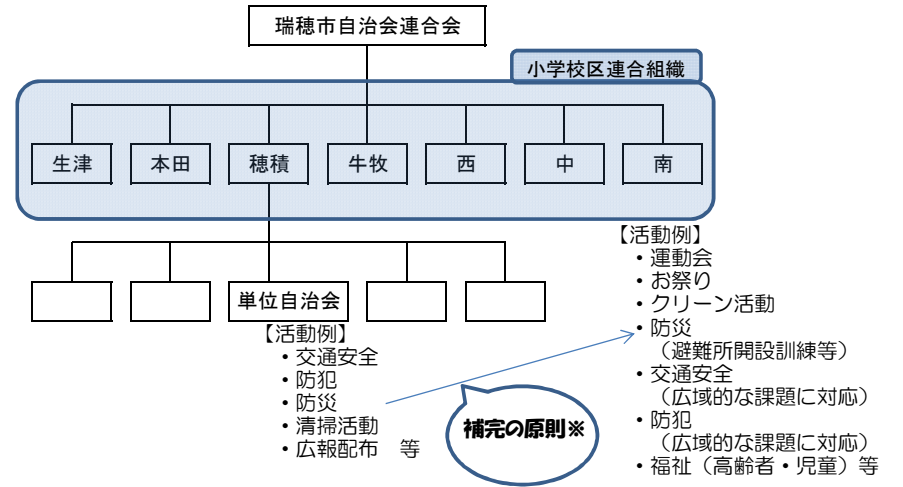 瑞穂市自治会連合会
小学校区連合組織
生津
本田
穂積
牛牧
西
中
南
単位自治会
【活動例】
・交通安全
・防犯
・防災
・清掃活動
・広報配布　等
補完の原則※
【活動例】
・運動会
・お祭り
・クリーン活動
・防災
（避難所開設訓練等）
・交通安全
（広域的な課題に対応）
・防犯
（広域的な課題に対応）
・福祉（高齢者・児童）等